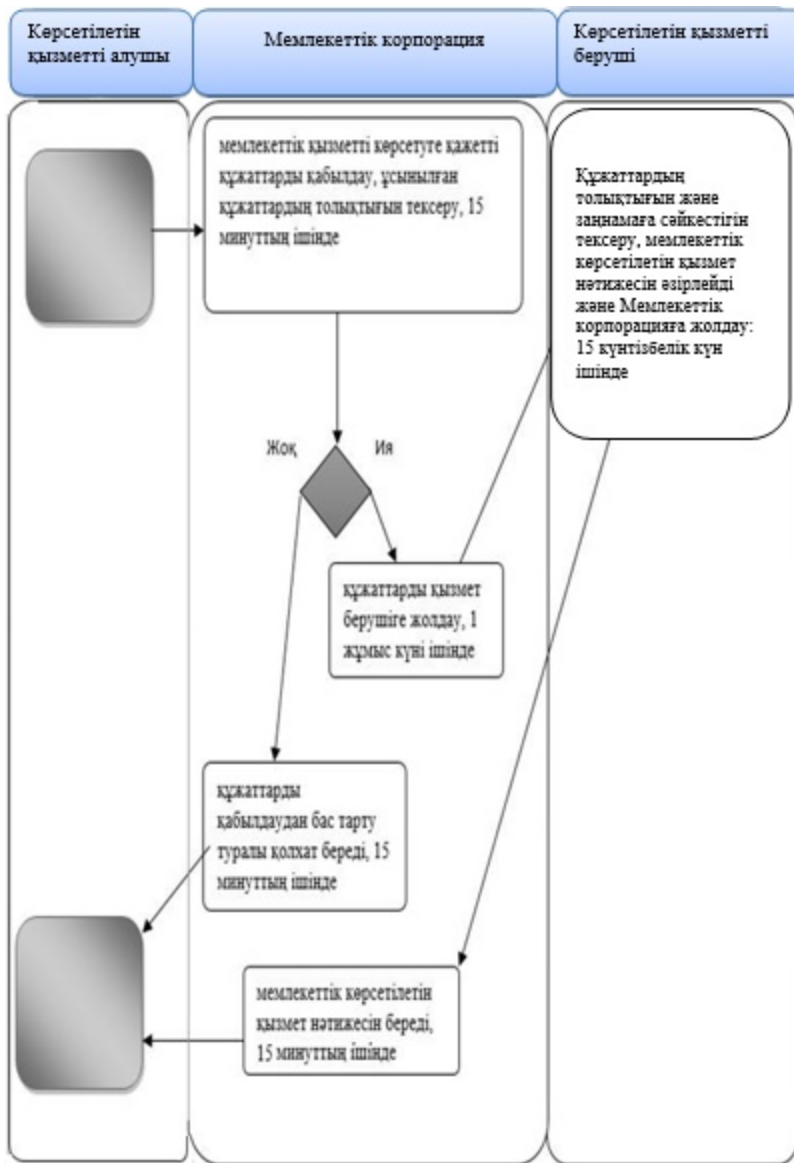 Көрсетілетін
қызметті алушы
Мемлекеттік корпорация
Көрсетілетін қызметті
беруші
мемлекеттік қызметті көрсетуге қажетті
құжаттарды қабылдау, ұсынылған
құжаттардың толықтығын тексеру, 15
минуттың ішінде
Құжаттардың
толықтығын және
заңнамаға сәйкестігін
тексеру, мемлекеттік
көрсетілетін қызмет
нәтижесін әзірлейді
және Мемлекеттік
корпорацияға жолдау:
15 күнтізбелік күн
ішінде
Жоқ
Ия
құжаттарды қызмет
берушіге жолдау, 1
жұмыс күні ішінде
құжаттарды
қабылдаудан бас тарту
туралы қолхат береді, 15
минуттың ішінде
мемлекеттік көрсетілетін
қызмет нәтижесін береді,
15 минуттың ішінде